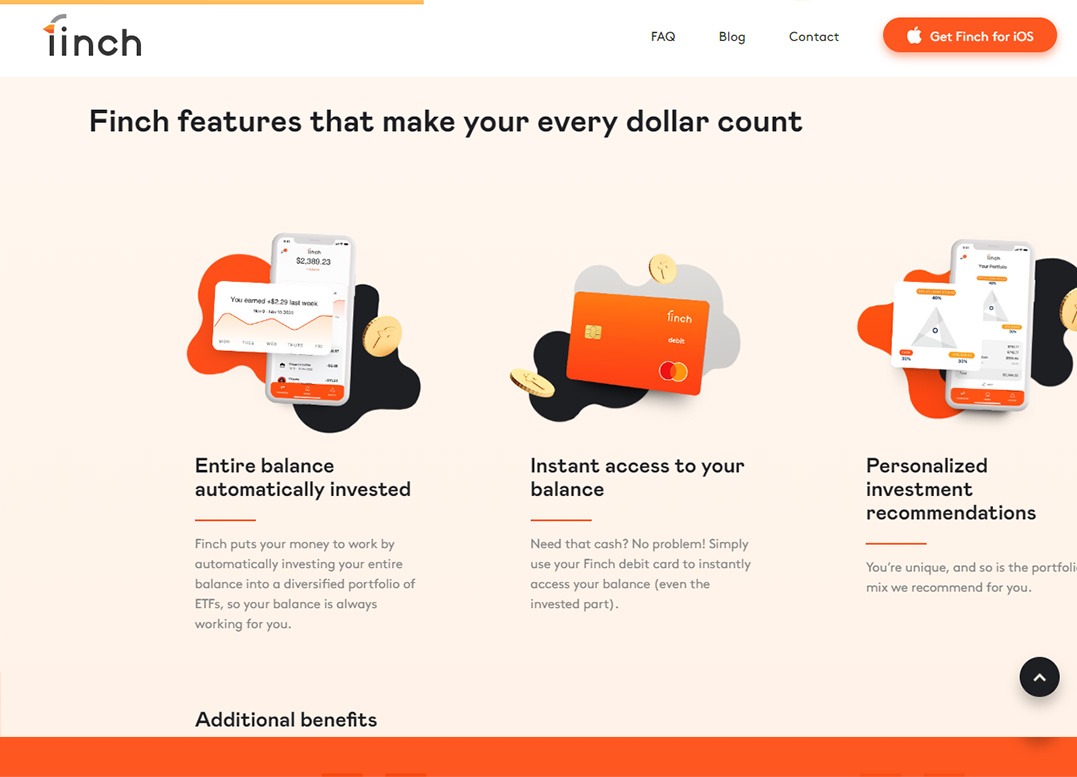 finch
FAQ
Blog
Contact
Get Finch for iOS
Finch features that make your every dollar count
finch
$2,389.23
You earned +$2.29 last week
MON TUES WED THURS FRI
finch
debit
finch
Your Portfolio
Entire balance
automatically invested
Finch puts your money to work by
automatically investing your entire
balance into a diversified portfolio of
ETFs, so your balance is always
working for you.
Instant access to your
balance
Need that cash? No problem! Simply
use your Finch debit card to instantly
access your balance (even the
invested part).
Personalized
investment
recommendations
You're unique, and so is the portfolio
mix we recommend for you.
Additional benefits